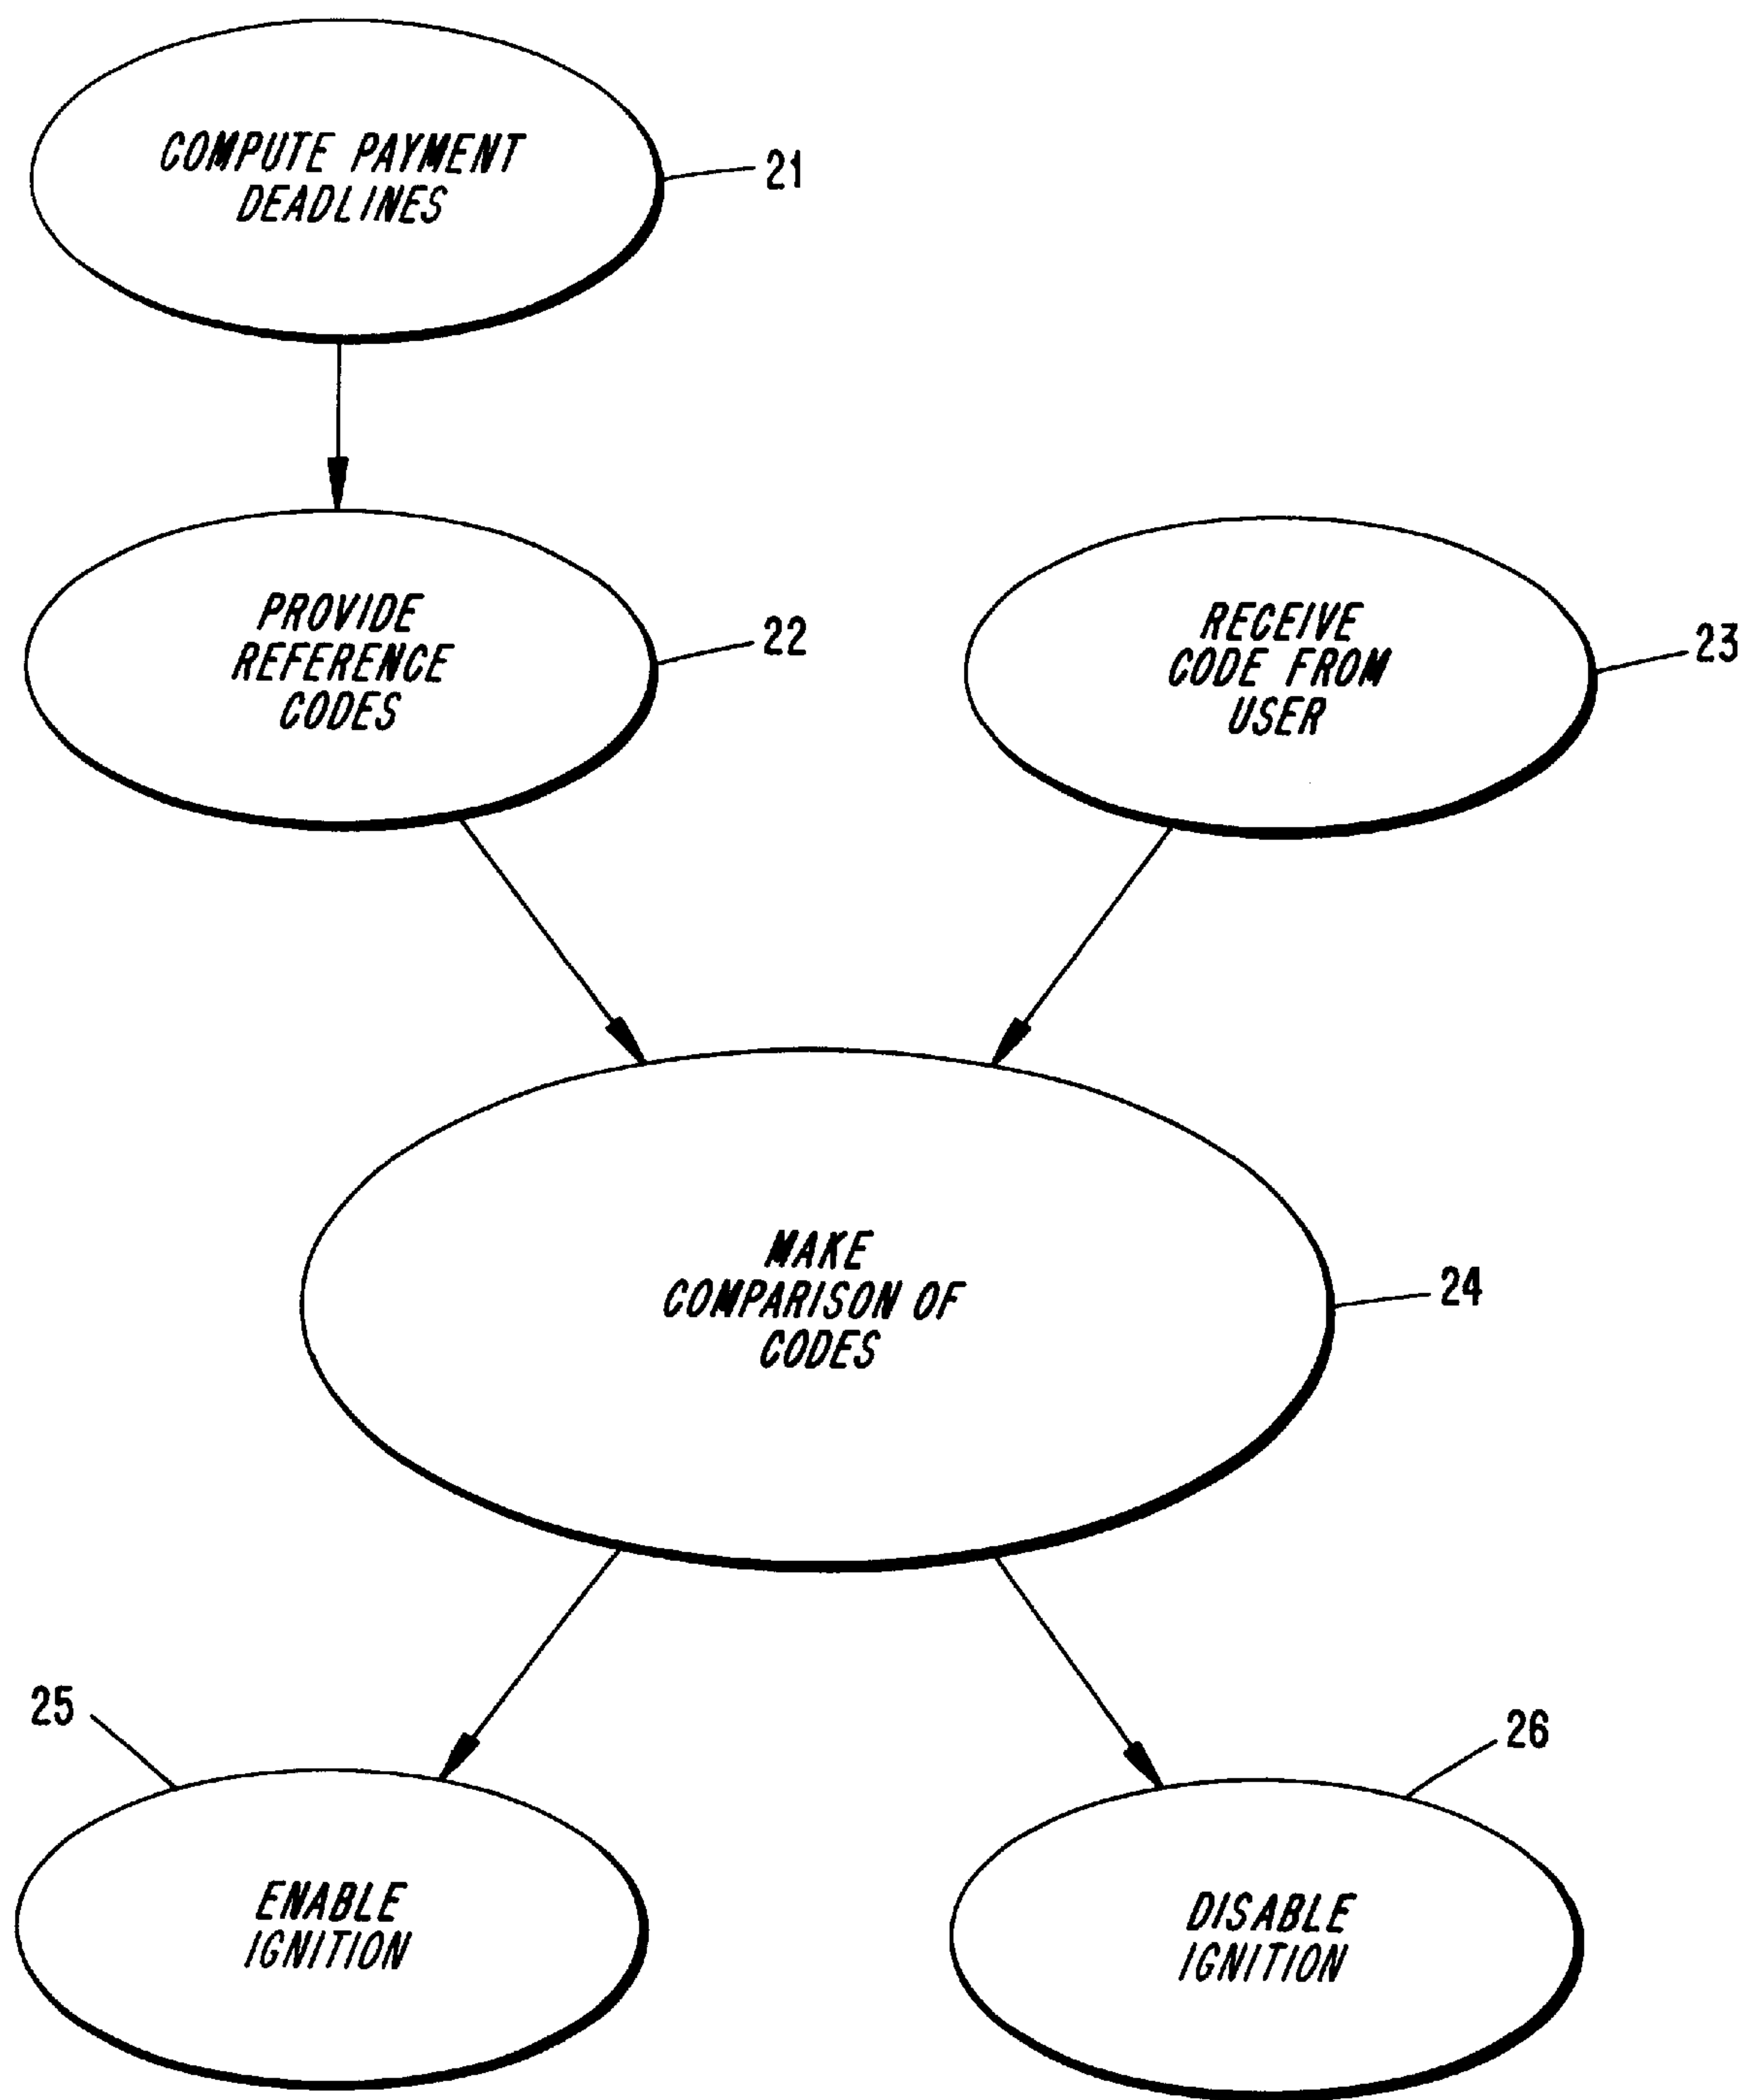 COMPUTE PAYMENT
DEADLINES
21
PROVIDE
REFERENCE
CODES
22
RECEIVE
CODE FROM
USER
23
MAKE
COMPARISON OF
CODES
24
25
ENABLE
IGNITION
26
DISABLE
IGNITION